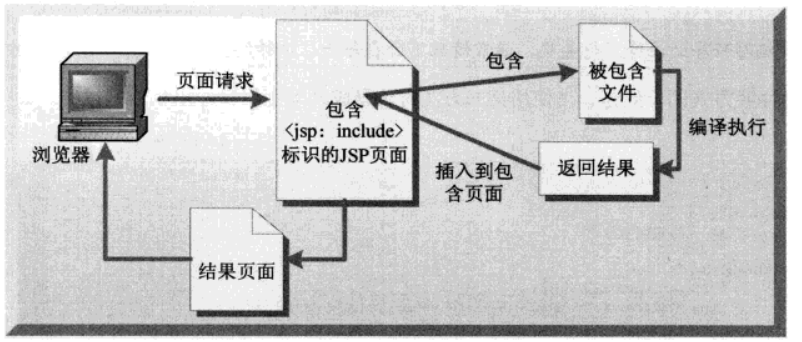 页面请求
浏览器
包含
<jsp：include>
标识的JSP页面
包含
被包含
文件
编译执行
返回结果
插入到包
含页面
结果页面